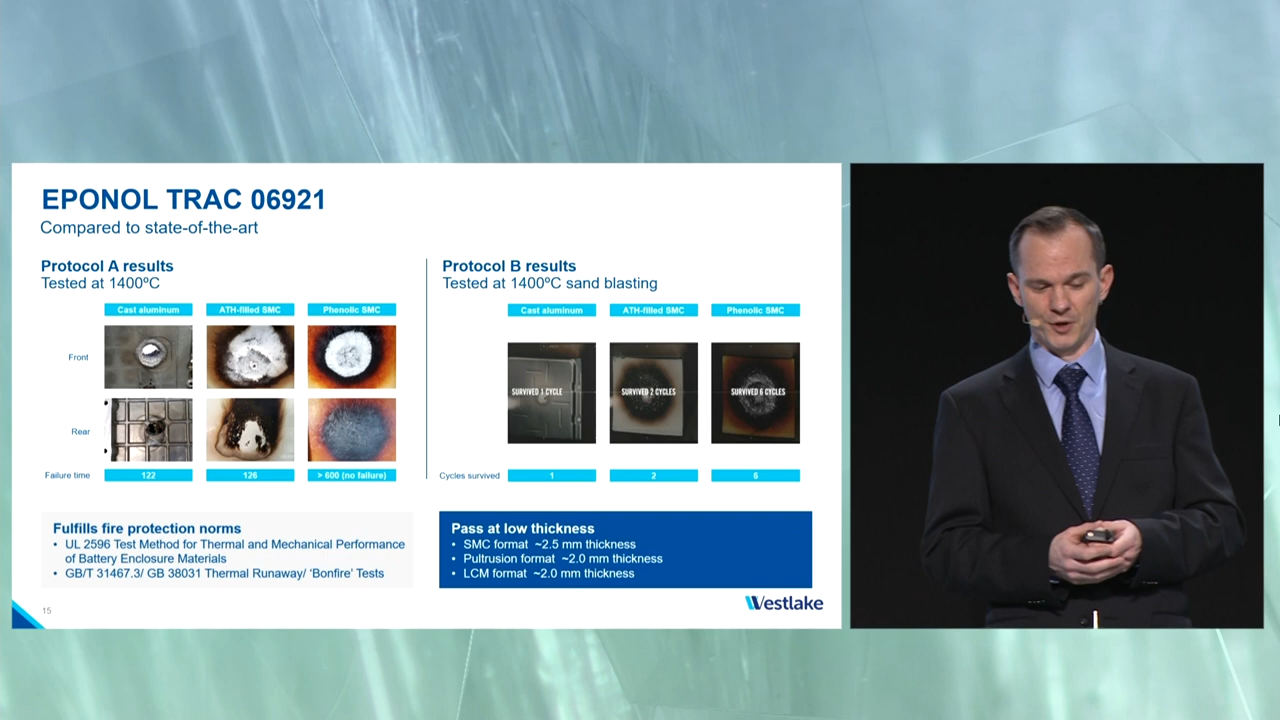 EPONOL TRAC 06921
Compared to state-of-the-art
Protocol A results
Tested at 1400ºC
Cast aluminum
ATH-filled SMC
Phenolic SMC
Front
Rear
Failure time
122
126
> 600 (no failure)
Protocol B results
Tested at 1400ºC sand blasting
Cast aluminum
ATH-filled SMC
Phenolic SMC
SURVIVED 1 CYCLE
SURVIVED 2 CYCLES
SURVIVED 6 CYCLES
Cycles survived
1
2
6
Fulfills fire protection norms
• UL 2596 Test Method for Thermal and Mechanical Performance
of Battery Enclosure Materials
• GB/T 31467.3/ GB 38031 Thermal Runaway/ ‘Bonfire’ Tests
Pass at low thickness
• SMC format ~2.5 mm thickness
• Pultrusion format ~2.0 mm thickness
• LCM format ~2.0 mm thickness
15
Westlake